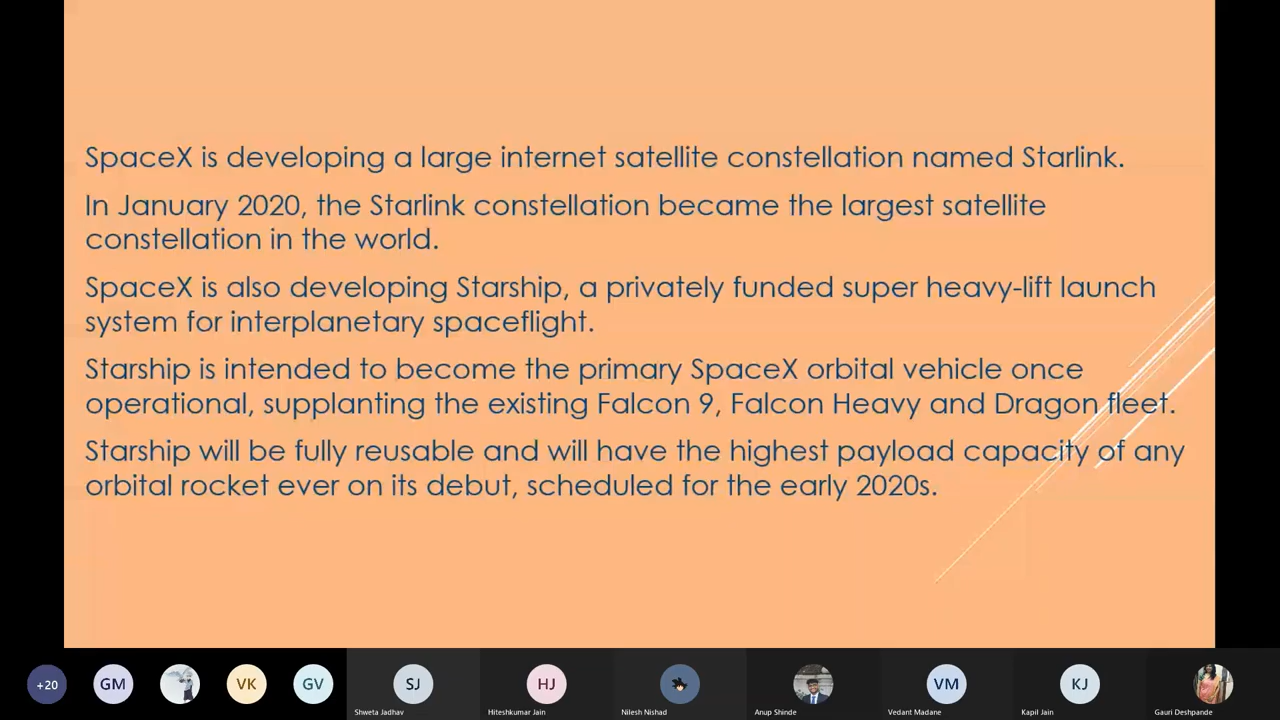 SpaceX is developing a large internet satellite constellation named Starlink.
In January 2020, the Starlink constellation became the largest satellite
constellation in the world.
SpaceX is also developing Starship, a privately funded super heavy-lift launch
system for interplanetary spaceflight.
Starship is intended to become the primary SpaceX orbital vehicle once
operational, supplanting the existing Falcon 9, Falcon Heavy and Dragon fleet.
Starship will be fully reusable and will have the highest payload capacity of any
orbital rocket ever on its debut, scheduled for the early 2020s.
+20 GM VK GV SJ HJ VM KJ
Shweta Jadhav Hiteshkumar Jain Nilesh Nishad Anup Shinde Vedant Madane Kapil Jain Gauri Deshpande